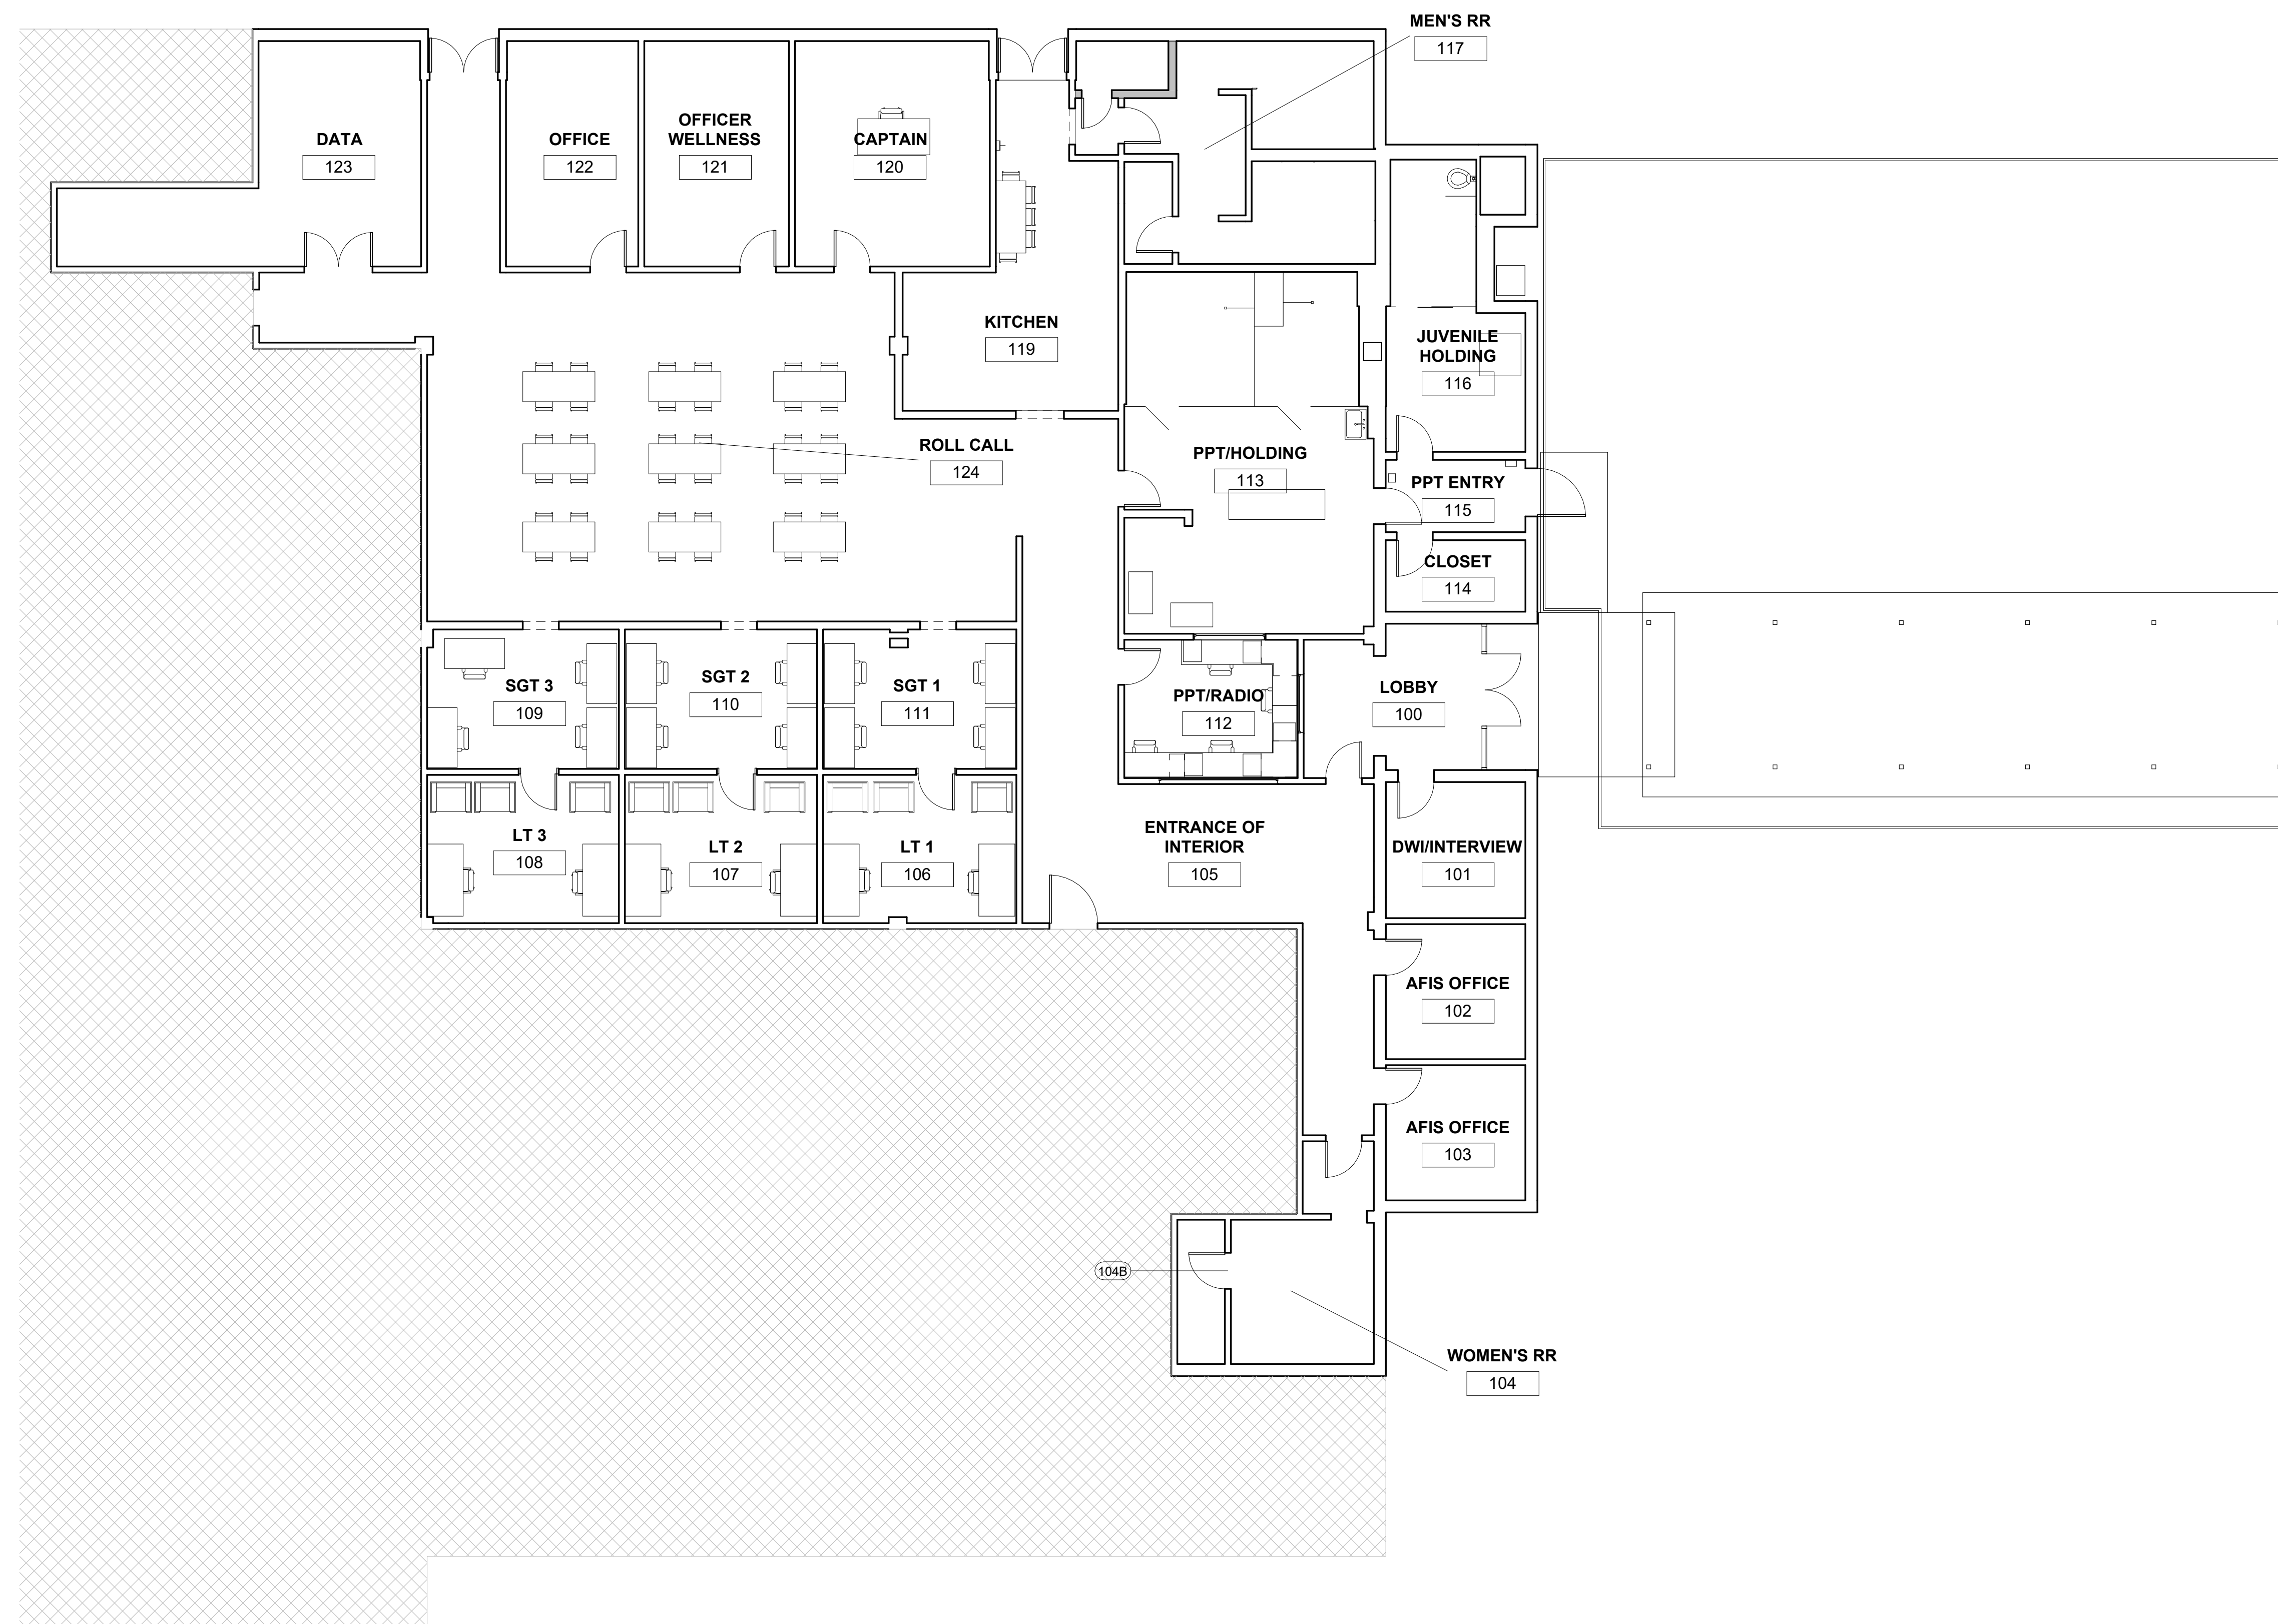 MEN'S RR
117
DATA
123
OFFICE
122
OFFICER
WELLNESS
121
CAPTAIN
120
KITCHEN
119
JUVENILE
HOLDING
116
ROLL CALL
124
PPT/HOLDING
113
PPT ENTRY
115
CLOSET
114
SGT 3
109
SGT 2
110
SGT 1
111
PPT/RADIO
112
LOBBY
100
LT 3
108
LT 2
107
LT 1
106
ENTRANCE OF
INTERIOR
105
DWI/INTERVIEW
101
AFIS OFFICE
102
AFIS OFFICE
103
104B
WOMEN'S RR
104